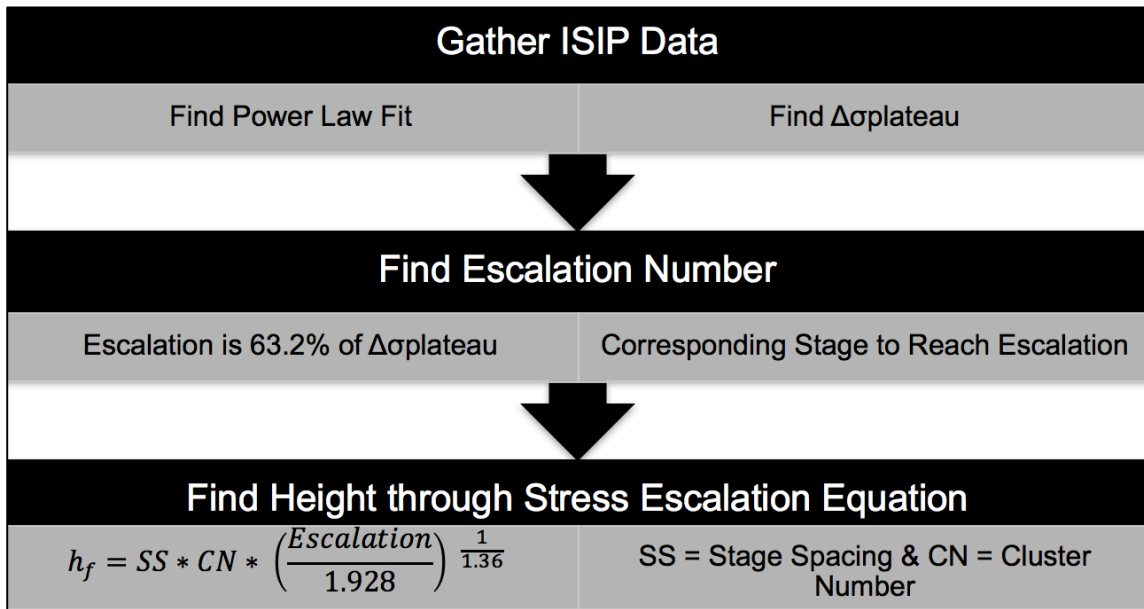 Gather ISIP Data
Find Power Law Fit
Find Δσplateau
Find Escalation Number
Escalation is 63.2% of Δσplateau
Corresponding Stage to Reach Escalation
Find Height through Stress Escalation Equation
h_f = SS * CN * (Escalation / 1.928)^(1/1.36)
SS = Stage Spacing & CN = Cluster
Number